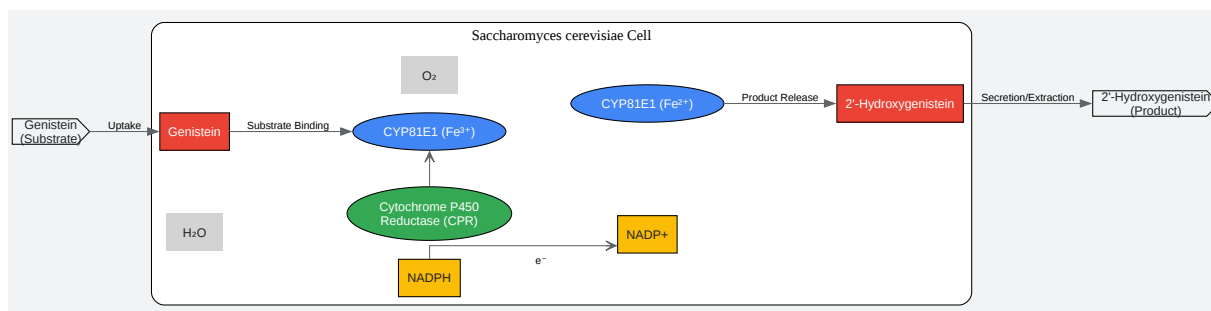 Saccharomyces cerevisiae Cell
O₂
CYP81E1 (Fe²⁺)
Product Release
2'-Hydroxygenistein
Secretion/Extraction
2'-Hydroxygenistein
(Product)
Genistein
(Substrate)
Uptake
Genistein
Substrate Binding
CYP81E1 (Fe³⁺)
Cytochrome P450
Reductase (CPR)
H₂O
NADP+
e⁻
NADPH